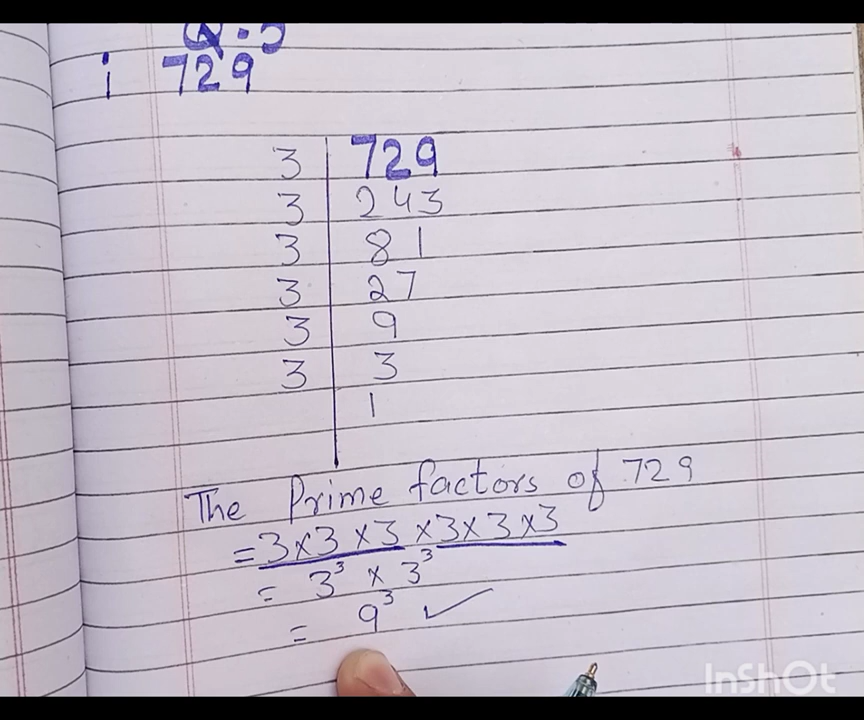 Q.5
i 729
3 729
3 243
3 81
3 27
3 9
3 3
1
The Prime factors of 729
= 3×3×3×3×3×3
= 3³ × 3³
= 9³ ✓
InShOt